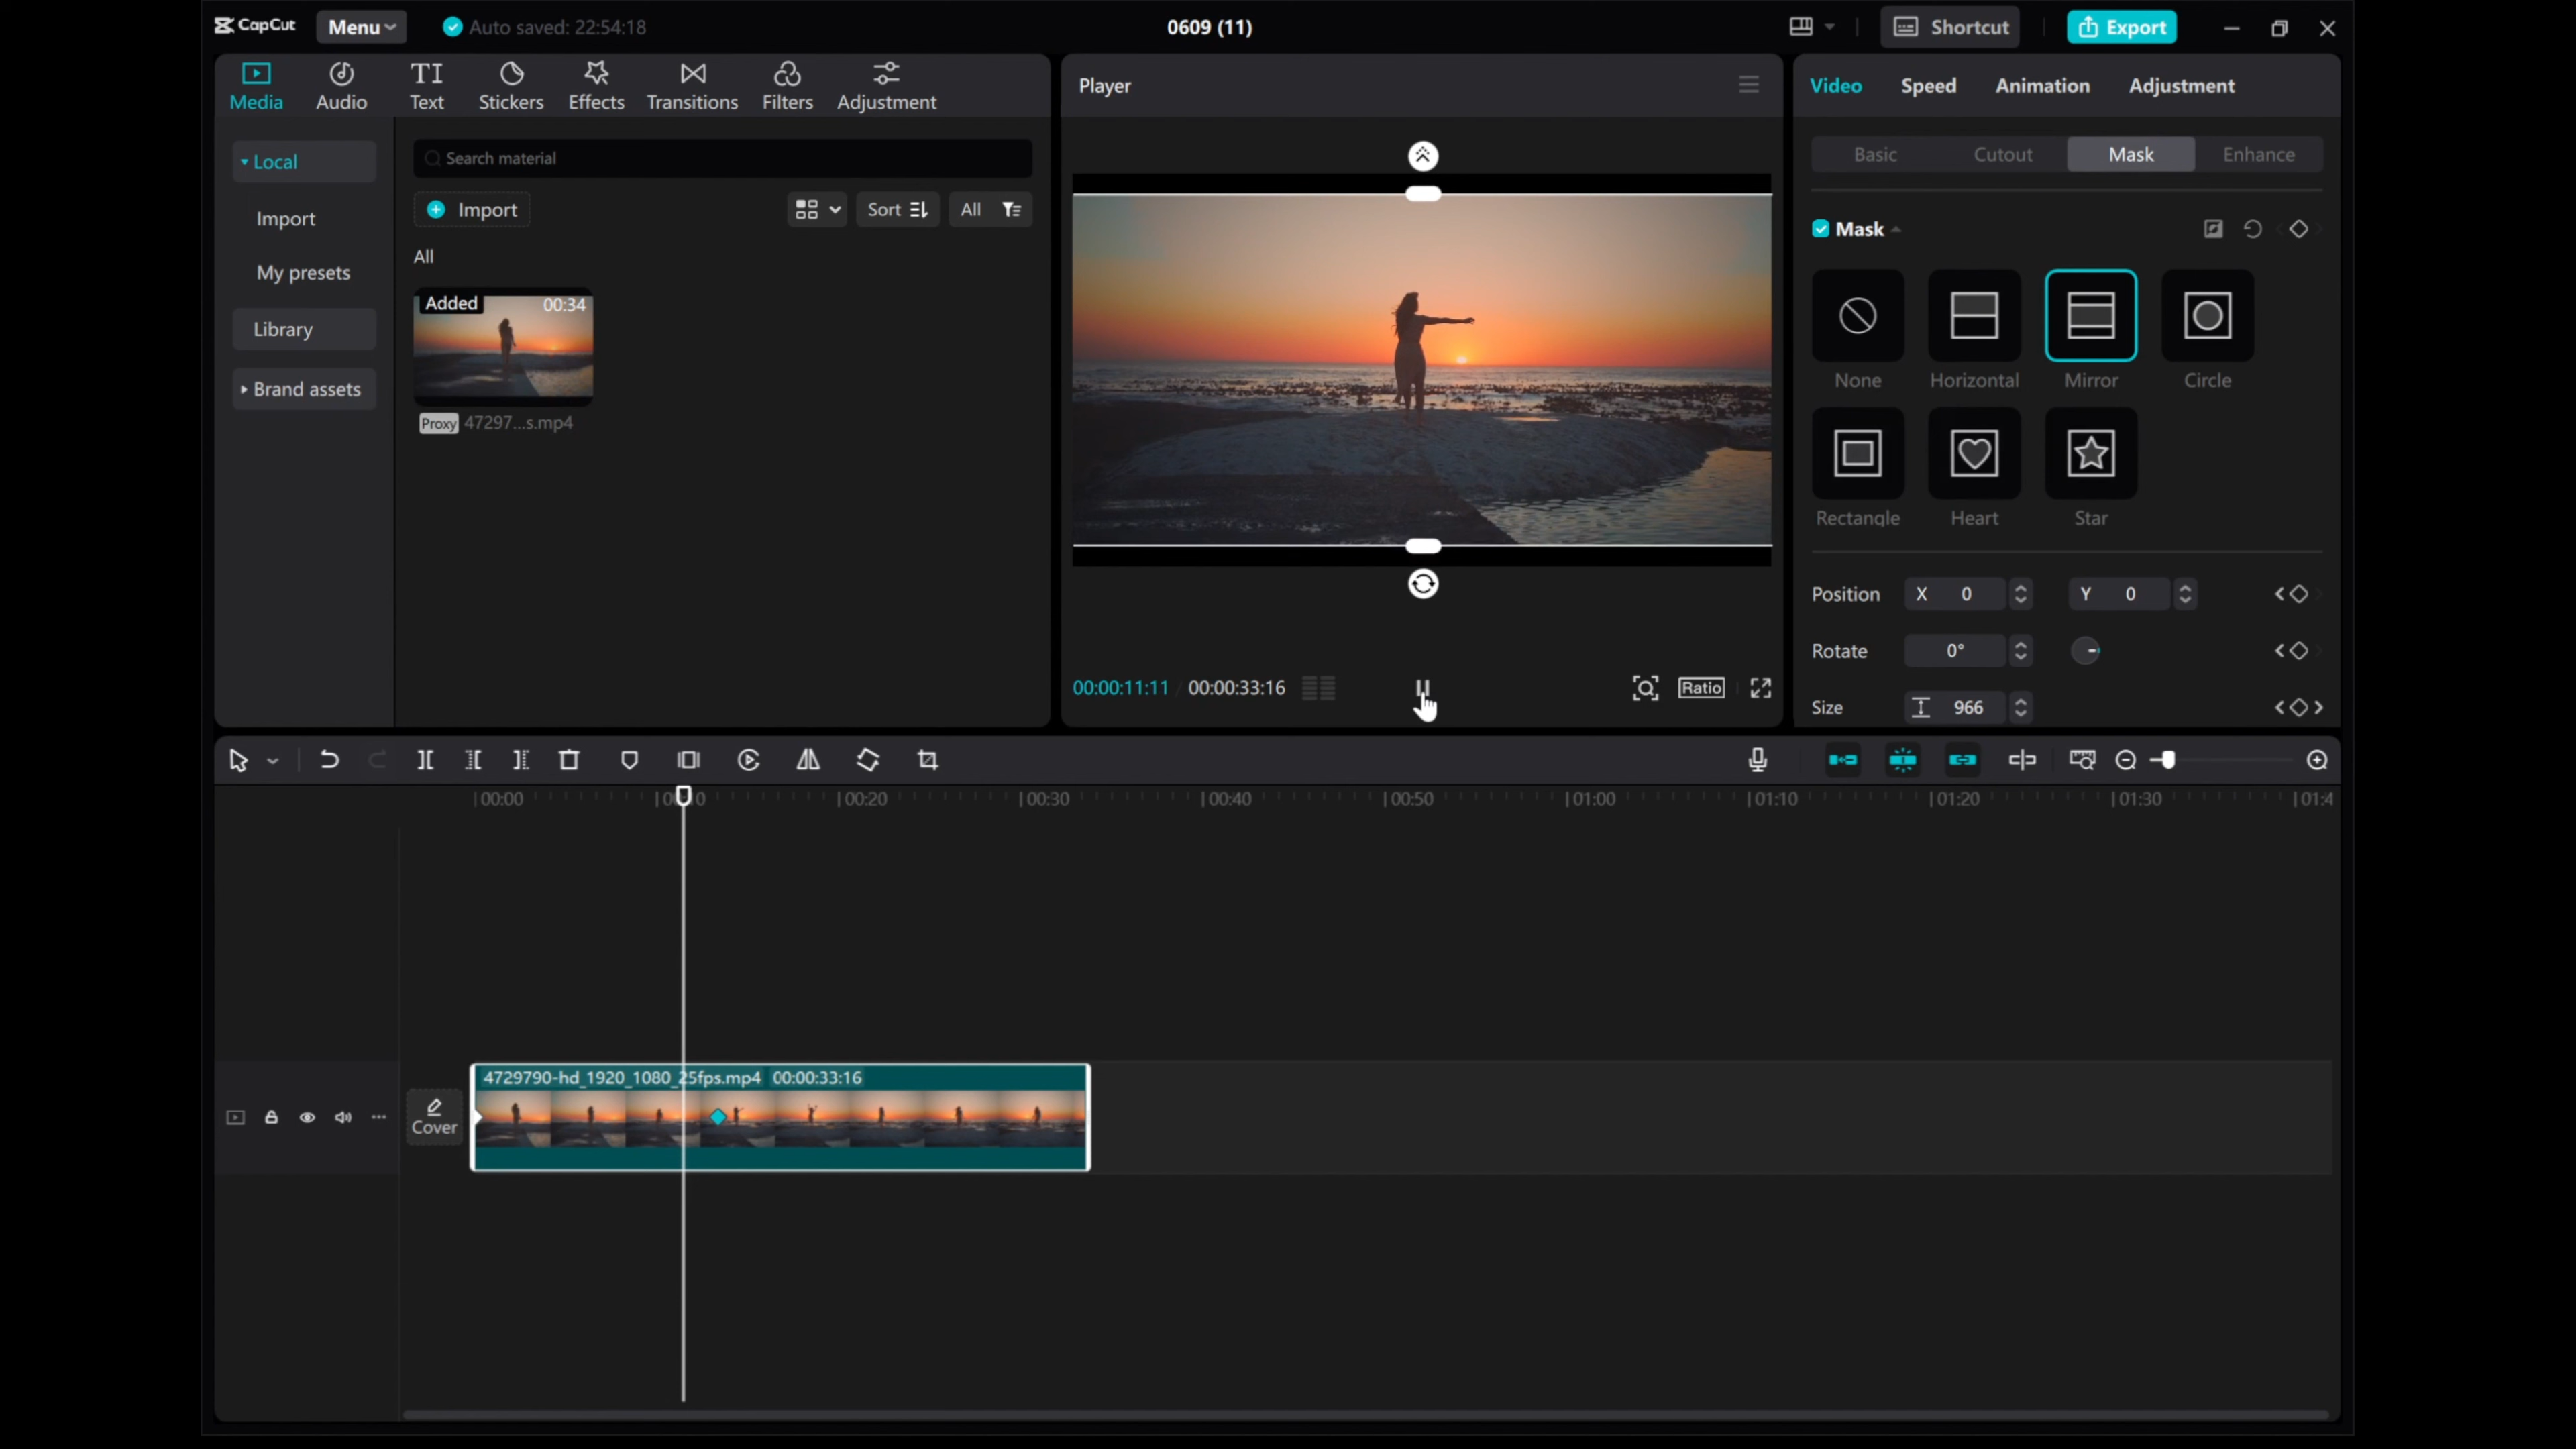 CapCut
Menu
Auto saved: 22:54:18
0609 (11)
Shortcut
Export
Media
Audio
TI
Text
Stickers
Effects
Transitions
Filters
Adjustment
Local
Import
My presets
Library
Brand assets
Search material
Import
Sort
All
All
Added
00:34
Proxy
47297...s.mp4
Player
00:00:11:11 / 00:00:33:16
Ratio
Video
Speed
Animation
Adjustment
Basic
Cutout
Mask
Enhance
Mask
None
Horizontal
Mirror
Circle
Rectangle
Heart
Star
Position
X 0
Y 0
Rotate
0°
Size
966
00:00
00:20
00:30
00:40
00:50
01:00
01:10
01:20
01:30
Cover
4729790-hd_1920_1080_25fps.mp4 00:00:33:16